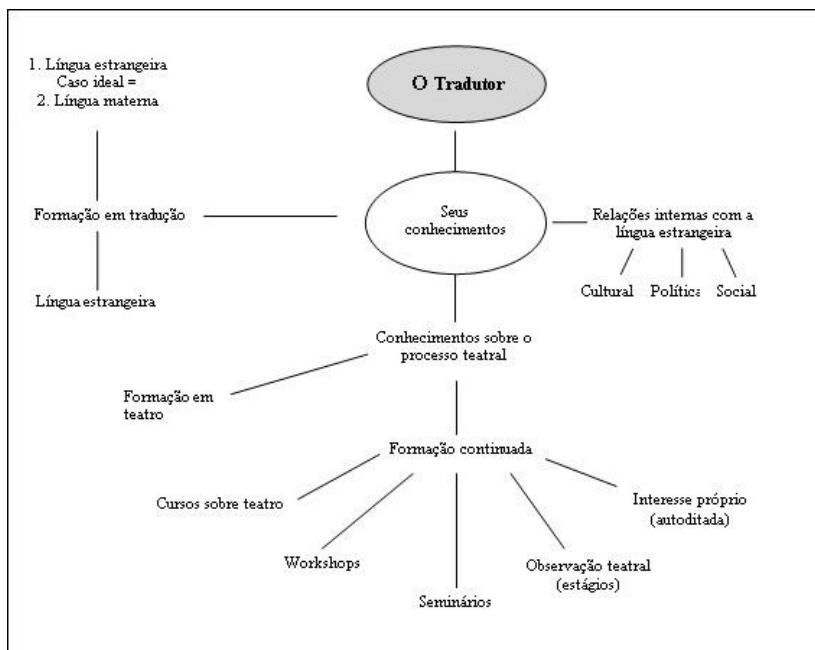 1. Língua estrangeira
Caso ideal =
2. Língua materna
O Tradutor
Formação em tradução
Seus
conhecimentos
Relações internas com a
língua estrangeira
Cultural
Política
Social
Língua estrangeira
Conhecimentos sobre o
processo teatral
Formação em
teatro
Formação continuada
Cursos sobre teatro
Workshops
Seminários
Observação teatral
(estágios)
Interesse próprio
(autoditada)